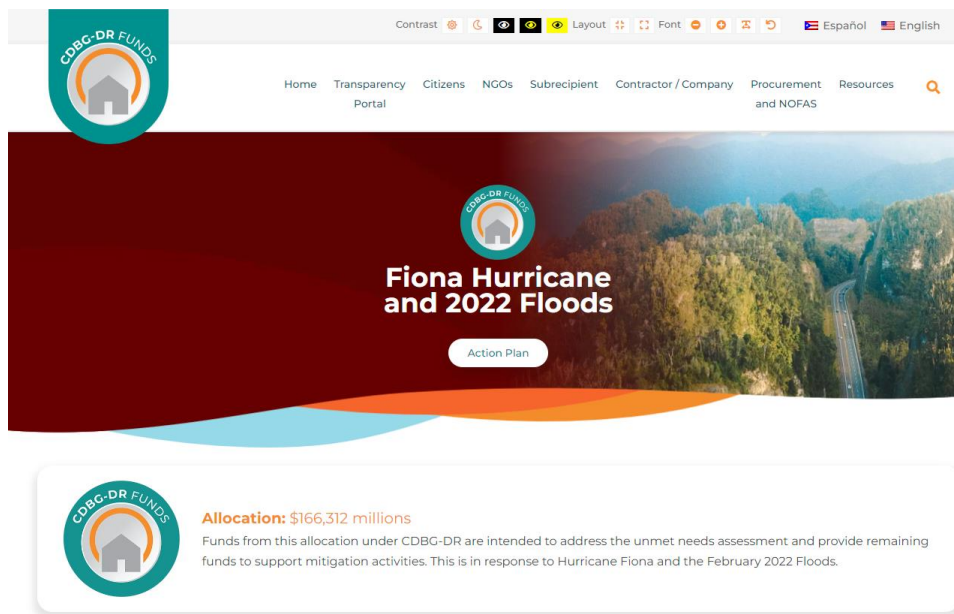 Contrast Layout Font Español English
CDBG-DR FUNDS
Home Transparency Portal Citizens NGOs Subrecipient Contractor / Company Procurement and NOFAS Resources
CDBG-DR FUNDS
Fiona Hurricane
and 2022 Floods
Action Plan
CDBG-DR FUNDS
Allocation: $166,312 millions
Funds from this allocation under CDBG-DR are intended to address the unmet needs assessment and provide remaining
funds to support mitigation activities. This is in response to Hurricane Fiona and the February 2022 Floods.